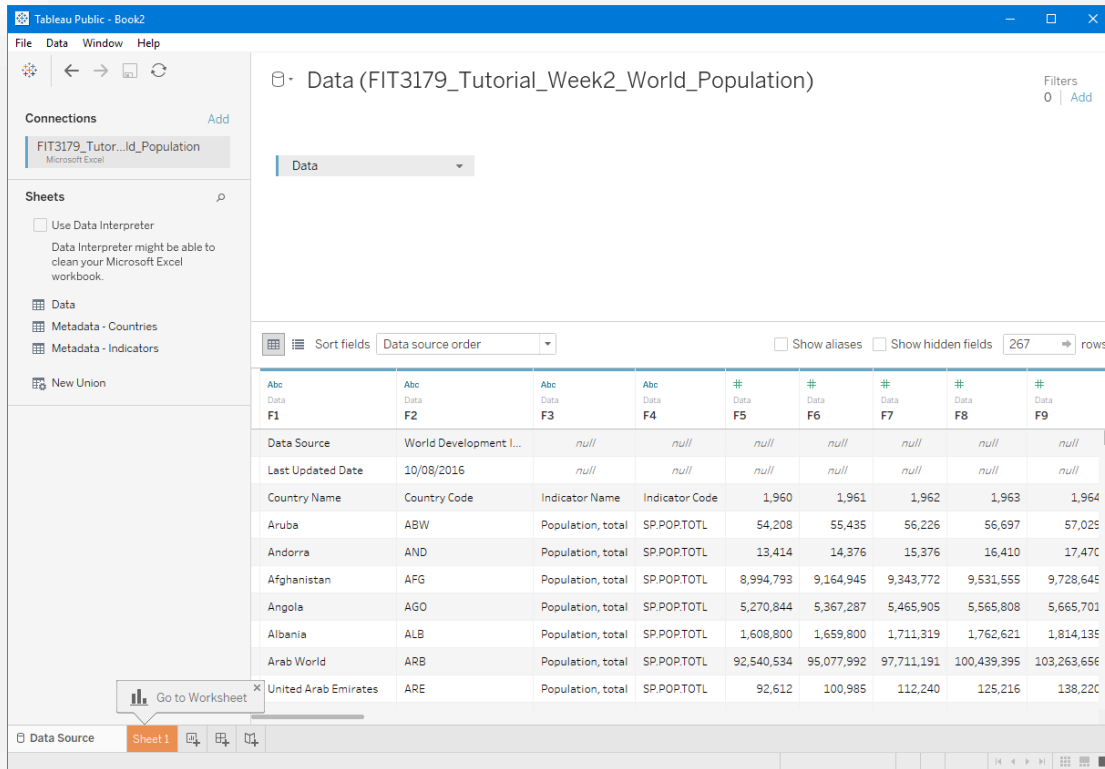 Tableau Public - Book2
File Data Window Help
Data (FIT3179_Tutorial_Week2_World_Population)
Filters
0 | Add
Connections Add
FIT3179_Tutor...ld_Population
Microsoft Excel
Data
Sheets
Use Data Interpreter
Data Interpreter might be able to
clean your Microsoft Excel
workbook.
Data
Metadata - Countries
Metadata - Indicators
New Union
Sort fields Data source order Show aliases Show hidden fields 267 rows
Abc Abc Abc Abc # # # # #
Data Data Data Data Data Data Data Data Data
F1 F2 F3 F4 F5 F6 F7 F8 F9
Data Source World Development I... null null null null null null null
Last Updated Date 10/08/2016 null null null null null null null
Country Name Country Code Indicator Name Indicator Code 1,960 1,961 1,962 1,963 1,964
Aruba ABW Population, total SP.POP.TOTL 54,208 55,435 56,226 56,697 57,029
Andorra AND Population, total SP.POP.TOTL 13,414 14,376 15,376 16,410 17,470
Afghanistan AFG Population, total SP.POP.TOTL 8,994,793 9,164,945 9,343,772 9,531,555 9,728,645
Angola AGO Population, total SP.POP.TOTL 5,270,844 5,367,287 5,465,905 5,565,808 5,665,701
Albania ALB Population, total SP.POP.TOTL 1,608,800 1,659,800 1,711,319 1,762,621 1,814,135
Arab World ARB Population, total SP.POP.TOTL 92,540,534 95,077,992 97,711,191 100,439,395 103,263,656
United Arab Emirates ARE Population, total SP.POP.TOTL 92,612 100,985 112,240 125,216 138,220
Go to Worksheet
Data Source Sheet 1